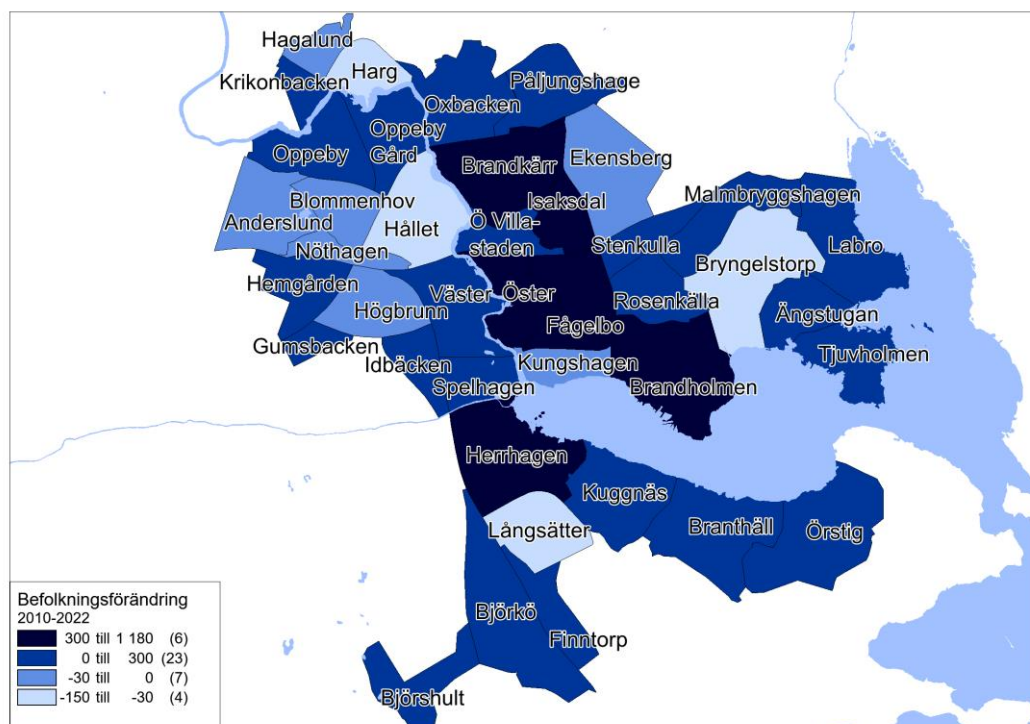 Hagalund
Harg
Krikonbacken
Oxbacken
Påljungshage
Oppeby
Gård
Oppeby
Brandkärr
Ekensberg
Blommenhov
Isaksdal
Malmbryggshagen
Anderslund
Hållet
Ö Villa-
staden
Stenkulla
Labro
Nöthagen
Bryngelstorp
Hemgården
Väster
Öster
Rosenkälla
Högbrunn
Ängstugan
Fågelbo
Gumsbacken
Idbäcken
Kungshagen
Tjuvholmen
Spelhagen
Brandholmen
Herrhagen
Kuggnäs
Långsätter
Branthäll
Örstig
Björkö
Finntorp
Björshult
Befolkningsförändring
2010-2022
300 till 1 180 (6)
0 till 300 (23)
-30 till 0 (7)
-150 till -30 (4)